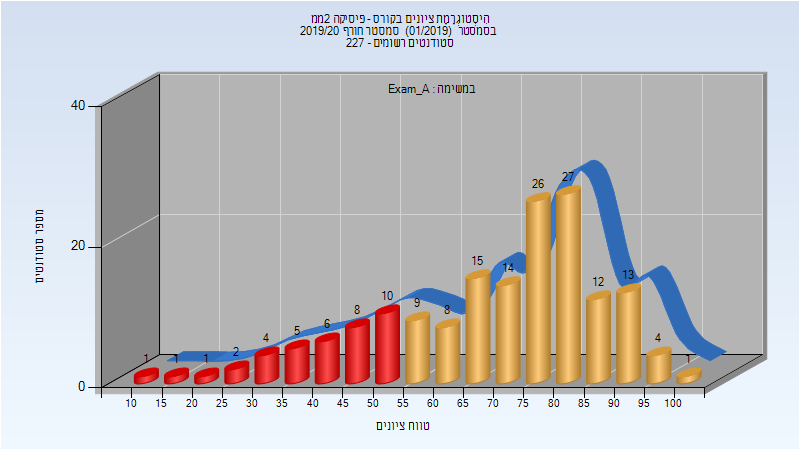 היסטוגרמת ציונים בקורס - פיסיקה 2ממ
בסמסטר (01/2019) סמסטר חורף 2019/20
סטודנטים רשומים - 227
במשימה : Exam_A
מספר סטודנטים
40
20
0
1 1 1 2 4 5 6 8 10 9 8 15 14 26 27 12 13 4 1
10 15 20 25 30 35 40 45 50 55 60 65 70 75 80 85 90 95 100
טווח ציונים